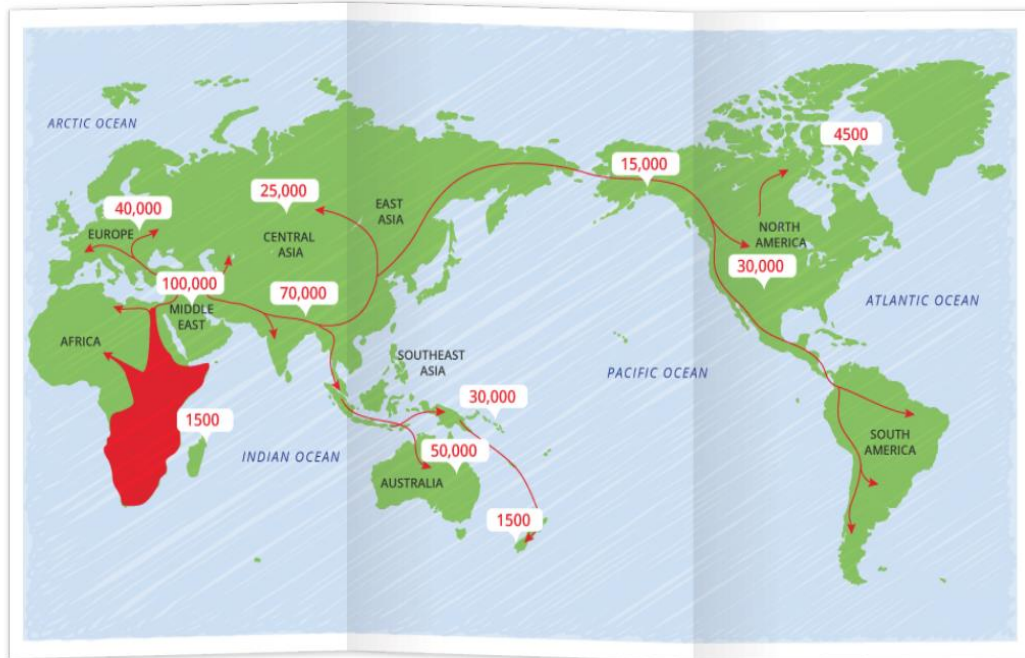 ARCTIC OCEAN
4500
15,000
25,000
40,000
EAST
ASIA
EUROPE
CENTRAL
ASIA
NORTH
AMERICA
30,000
100,000
70,000
MIDDLE
EAST
ATLANTIC OCEAN
AFRICA
SOUTHEAST
ASIA
PACIFIC OCEAN
30,000
1500
INDIAN OCEAN
50,000
SOUTH
AMERICA
AUSTRALIA
1500